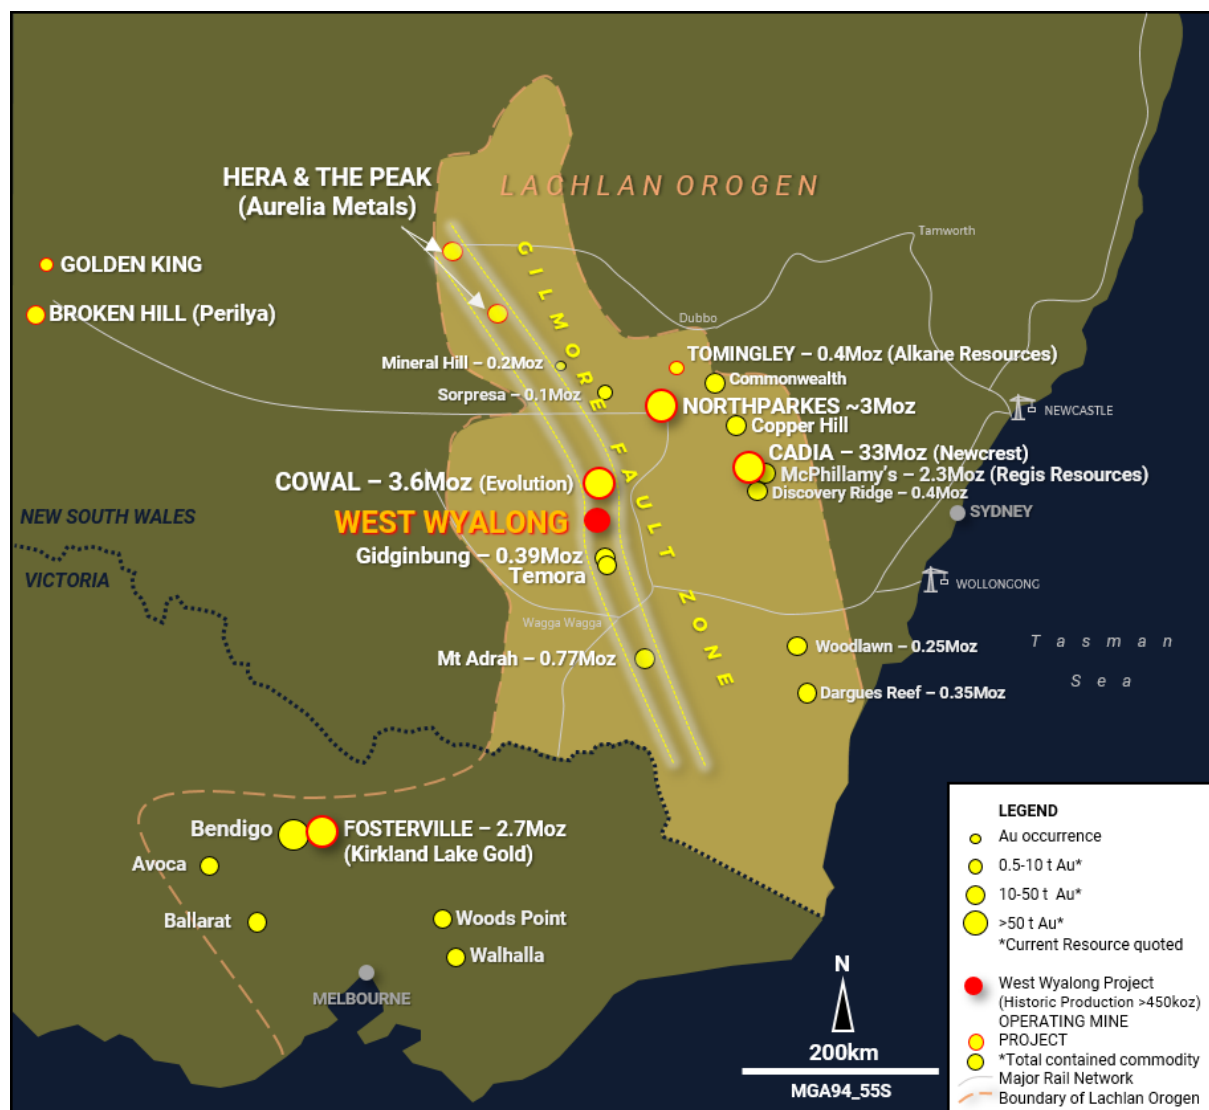 HERA & THE PEAK
(Aurelia Metals)
LACHLAN OROGEN
Tamworth
GOLDEN KING
BROKEN HILL (Perilya)
GILMORE FAULT ZONE
Dubbo
Mineral Hill – 0.2Moz
TOMINGLEY – 0.4Moz (Alkane Resources)
Commonwealth
Sorpresa – 0.1Moz
NORTHPARKES ~3Moz
NEWCASTLE
Copper Hill
CADIA – 33Moz (Newcrest)
McPhillamy's – 2.3Moz (Regis Resources)
COWAL – 3.6Moz (Evolution)
Discovery Ridge – 0.4Moz
SYDNEY
NEW SOUTH WALES
WEST WYALONG
Gidginbung – 0.39Moz
VICTORIA
Temora
WOLLONGONG
Wagga Wagga
Woodlawn – 0.25Moz
Tasman
Sea
Mt Adrah – 0.77Moz
Dargues Reef – 0.35Moz
Bendigo
FOSTERVILLE – 2.7Moz
(Kirkland Lake Gold)
Avoca
Ballarat
Woods Point
Walhalla
MELBOURNE
N
200km
MGA94_55S
LEGEND
Au occurrence
0.5-10 t Au*
10-50 t Au*
>50 t Au*
*Current Resource quoted
West Wyalong Project
(Historic Production >450koz)
OPERATING MINE
PROJECT
*Total contained commodity
Major Rail Network
Boundary of Lachlan Orogen